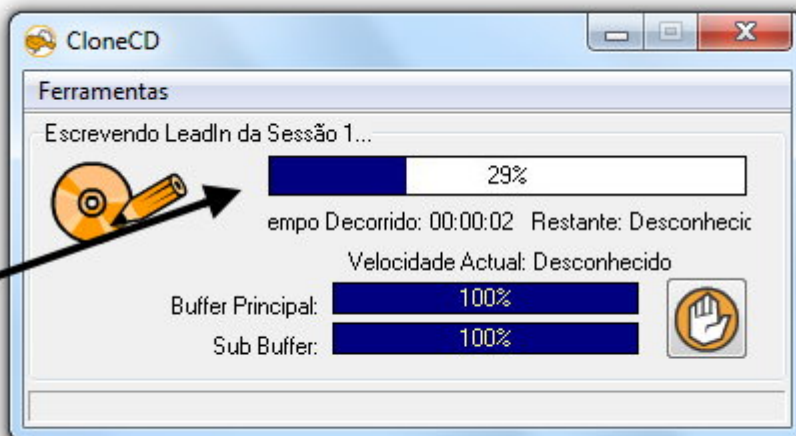 CloneCD
Ferramentas
Escrevendo LeadIn da Sessão 1...
29%
empo Decorrido: 00:00:02 Restante: Desconhecic
Velocidade Actual: Desconhecido
Buffer Principal: 100%
Sub Buffer: 100%